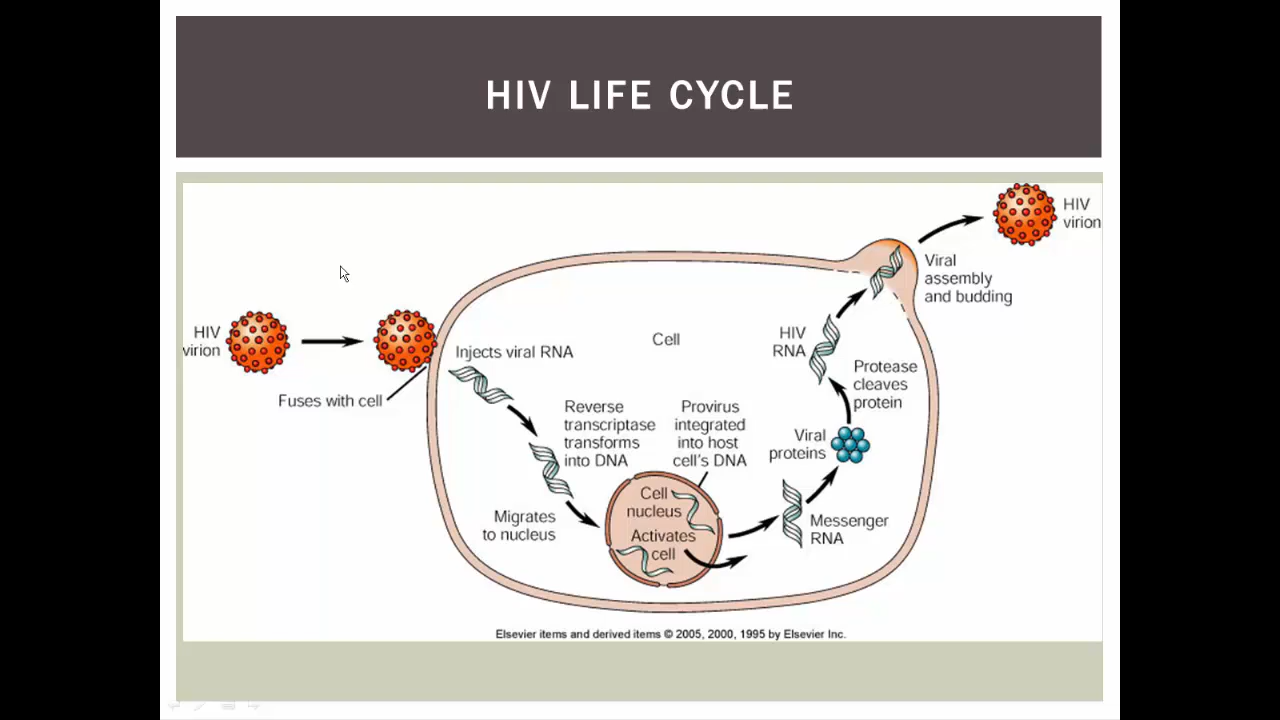 HIV LIFE CYCLE
HIV
virion
Fuses with cell
Injects viral RNA
Cell
Reverse
transcriptase
transforms
into DNA
Migrates
to nucleus
Provirus
integrated
into host
cell's DNA
Cell
nucleus
Activates
cell
Messenger
RNA
Viral
proteins
Protease
cleaves
protein
HIV
RNA
Viral
assembly
and budding
HIV
virion
Elsevier items and derived items © 2005, 2000, 1995 by Elsevier Inc.